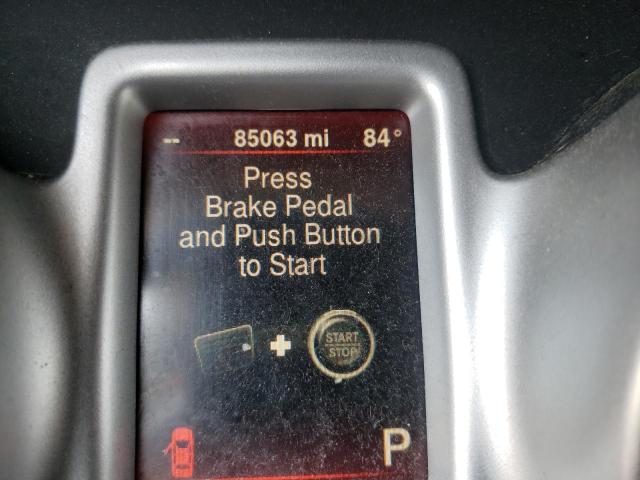 -- 85063 mi 84°
Press
Brake Pedal
and Push Button
to Start
START
STOP
P